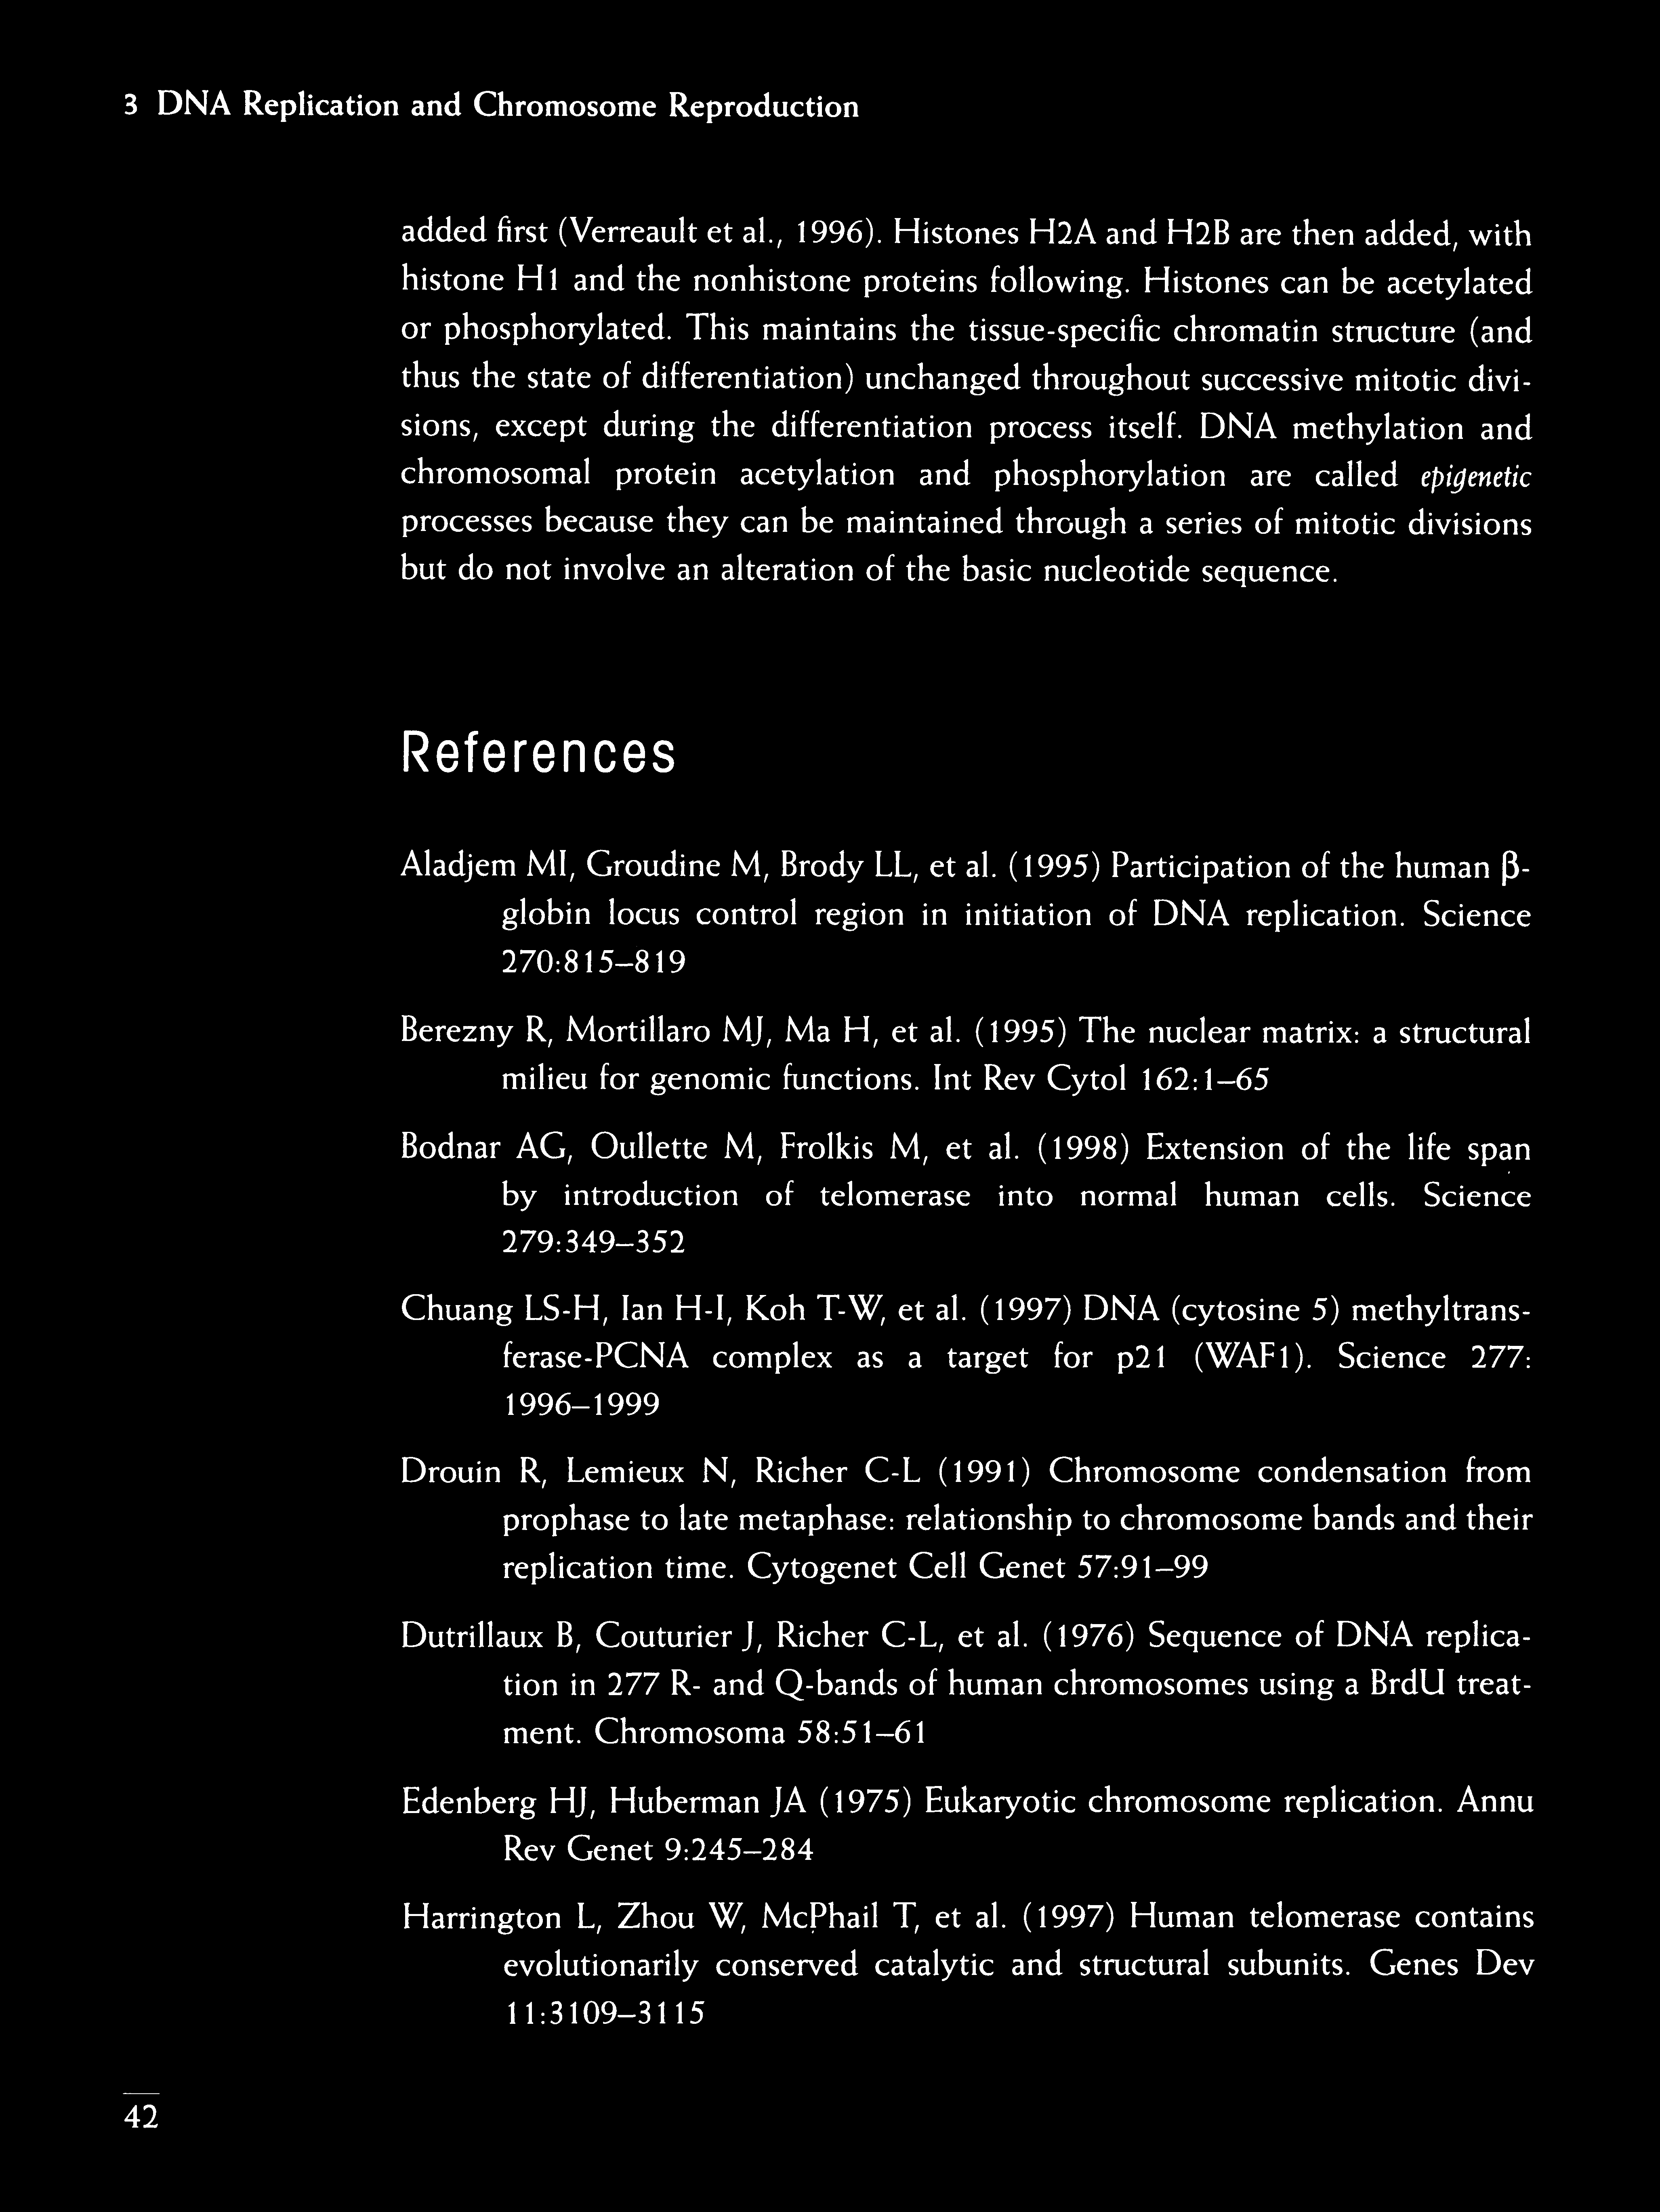 3 DNA Replication and Chromosome Reproduction
added first (Verreault et al., 1996). Histones H2A and H2B are then added, with
histone H1 and the nonhistone proteins following. Histones can be acetylated
or phosphorylated. This maintains the tissue-specific chromatin structure (and
thus the state of differentiation) unchanged throughout successive mitotic divi-
sions, except during the differentiation process itself. DNA methylation and
chromosomal protein acetylation and phosphorylation are called epigenetic
processes because they can be maintained through a series of mitotic divisions
but do not involve an alteration of the basic nucleotide sequence.
References
Aladjem MI, Groudine M, Brody LL, et al. (1995) Participation of the human β-
globin locus control region in initiation of DNA replication. Science
270:815–819
Berezny R, Mortillaro MJ, Ma H, et al. (1995) The nuclear matrix: a structural
milieu for genomic functions. Int Rev Cytol 162:1–65
Bodnar AG, Oullette M, Frolkis M, et al. (1998) Extension of the life span
by introduction of telomerase into normal human cells. Science
279:349–352
Chuang LS-H, Ian H-I, Koh T-W, et al. (1997) DNA (cytosine 5) methyltrans-
ferase-PCNA complex as a target for p21 (WAF1). Science 277:
1996–1999
Drouin R, Lemieux N, Richer C-L (1991) Chromosome condensation from
prophase to late metaphase: relationship to chromosome bands and their
replication time. Cytogenet Cell Genet 57:91–99
Dutrillaux B, Couturier J, Richer C-L, et al. (1976) Sequence of DNA replica-
tion in 277 R- and Q-bands of human chromosomes using a BrdU treat-
ment. Chromosoma 58:51–61
Edenberg HJ, Huberman JA (1975) Eukaryotic chromosome replication. Annu
Rev Genet 9:245–284
Harrington L, Zhou W, McPhail T, et al. (1997) Human telomerase contains
evolutionarily conserved catalytic and structural subunits. Genes Dev
11:3109–3115
42